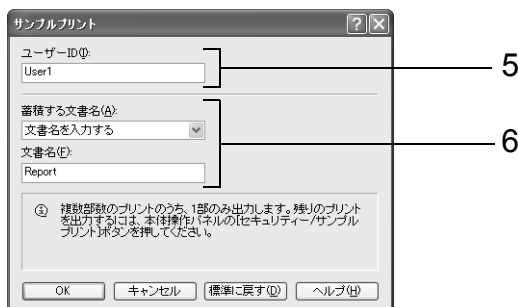 サンプルプリント
ユーザーID(I):
User1
5
蓄積する文書名(A):
文書名を入力する
6
文書名(F):
Report
複数部数のプリントのうち、1部のみ出力します。残りのプリント
を出力するには、本体操作パネルの[セキュリティー/サンプル
プリント]ボタンを押してください。
OK キャンセル 標準に戻す(D) ヘルプ(H)